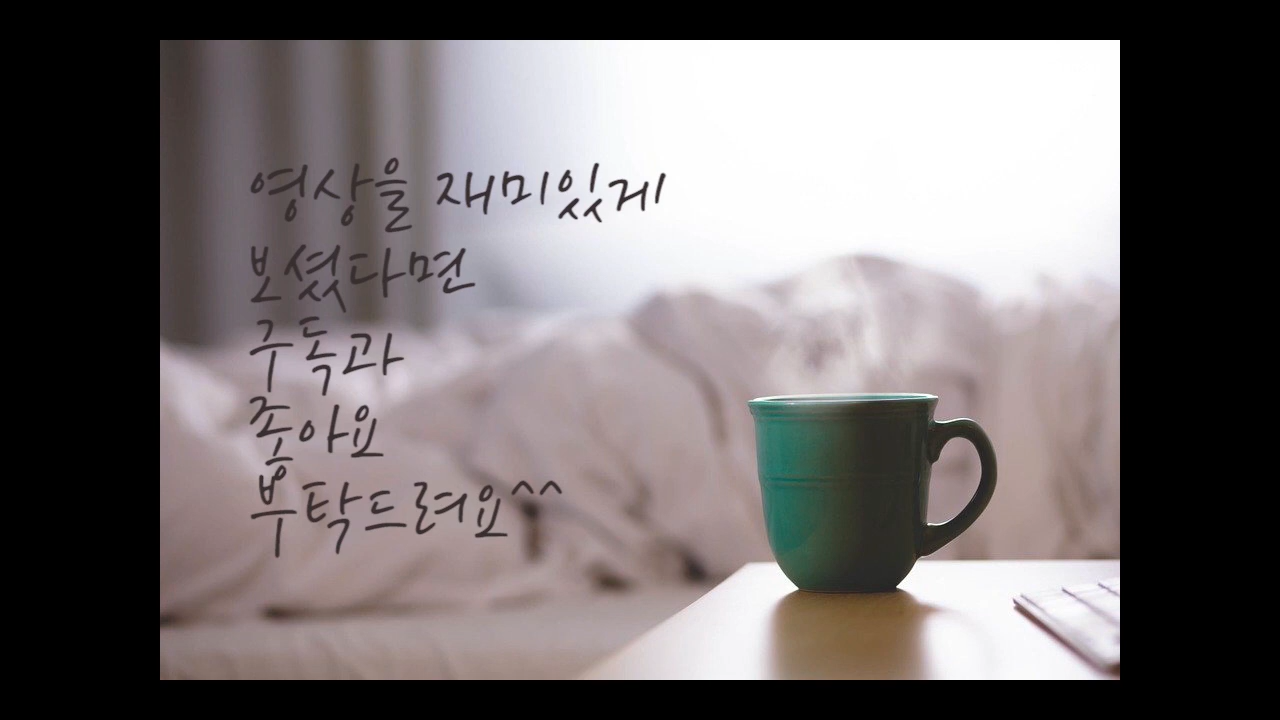 영상을 재미있게
보셨다면
구독과
좋아요
부탁드려요^^